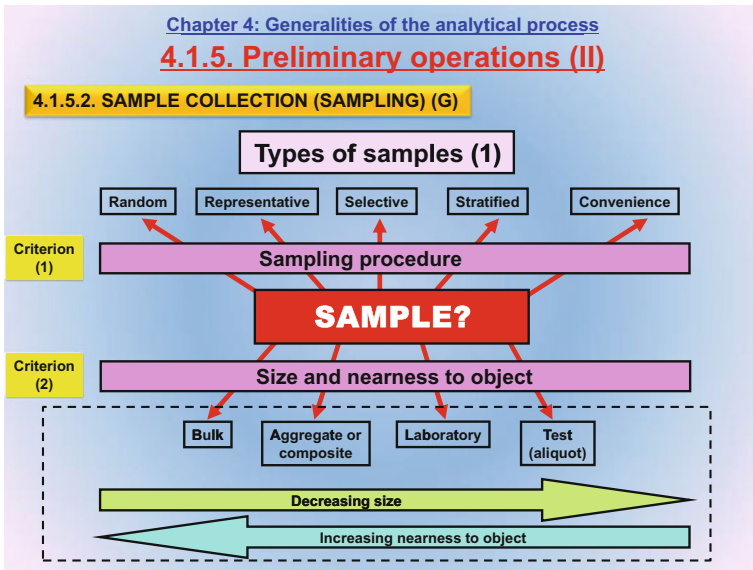 Chapter 4: Generalities of the analytical process
4.1.5. Preliminary operations (II)
4.1.5.2. SAMPLE COLLECTION (SAMPLING) (G)
Types of samples (1)
Random Representative Selective Stratified Convenience
Criterion
(1)
Sampling procedure
SAMPLE?
Criterion
(2)
Size and nearness to object
Bulk
Aggregate or
composite
Laboratory
Test
(aliquot)
Decreasing size
Increasing nearness to object